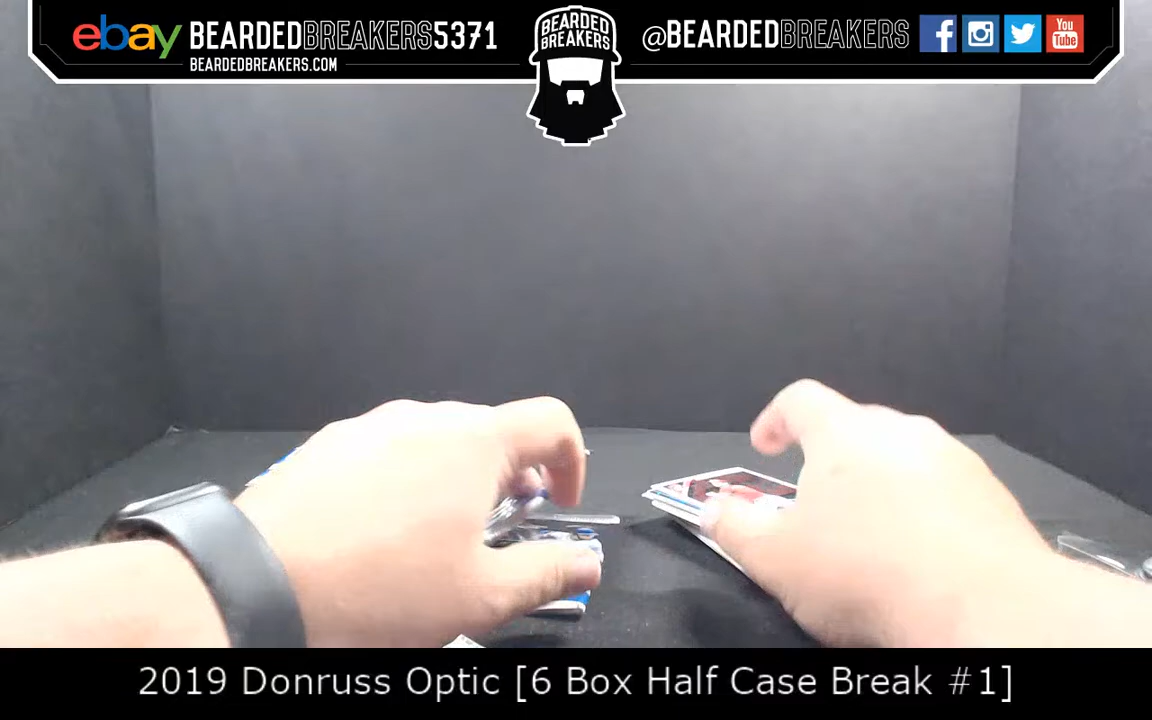 ebay BEARDEDBREAKERS5371
BEARDEDBREAKERS.COM
BEARDED
BREAKERS
@BEARDEDBREAKERS
f
You
Tube
2019 Donruss Optic [6 Box Half Case Break #1]